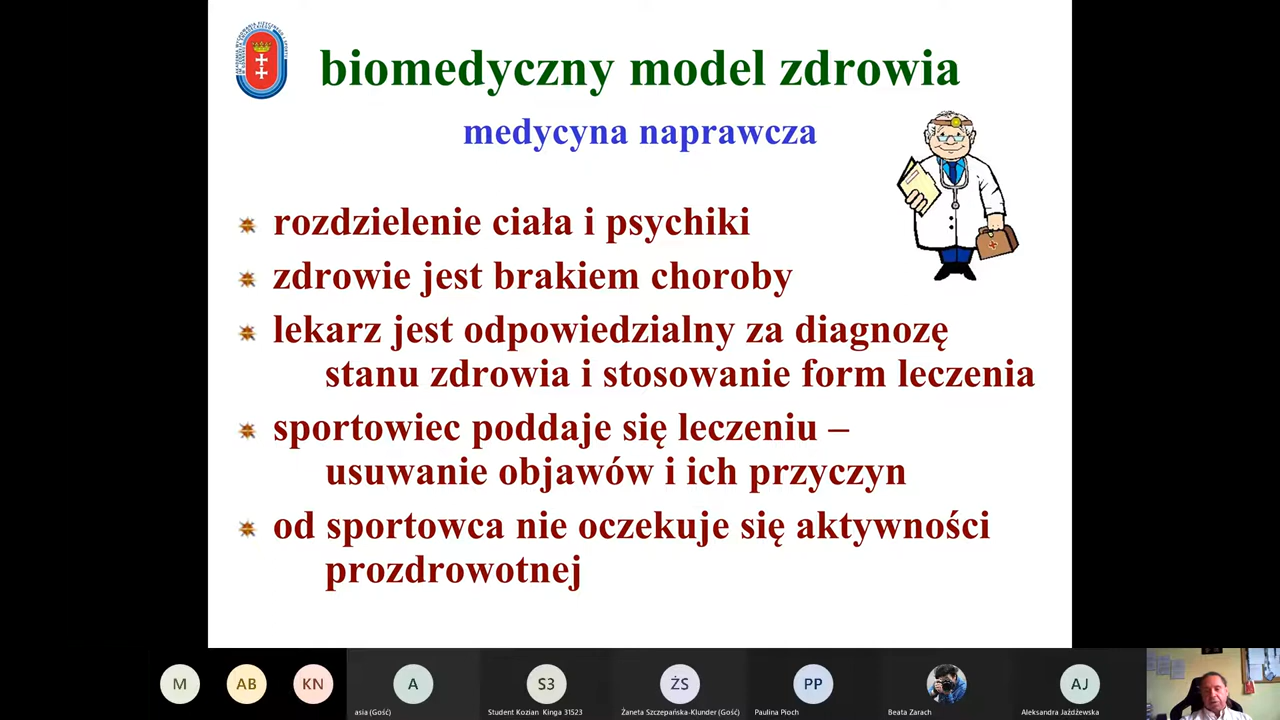 biomedyczny model zdrowia
medycyna naprawcza
rozdzielenie ciała i psychiki
zdrowie jest brakiem choroby
lekarz jest odpowiedzialny za diagnozę
stanu zdrowia i stosowanie form leczenia
sportowiec poddaje się leczeniu –
usuwanie objawów i ich przyczyn
od sportowca nie oczekuje się aktywności
prozdrowotnej
M
AB
KN
A
S3
ŻS
PP
AJ
asia (Gość)
Student Kozian Kinga 31523
Żaneta Szczepańska-Klunder (Gość)
Paulina Pioch
Beata Zarach
Aleksandra Jażdżewska